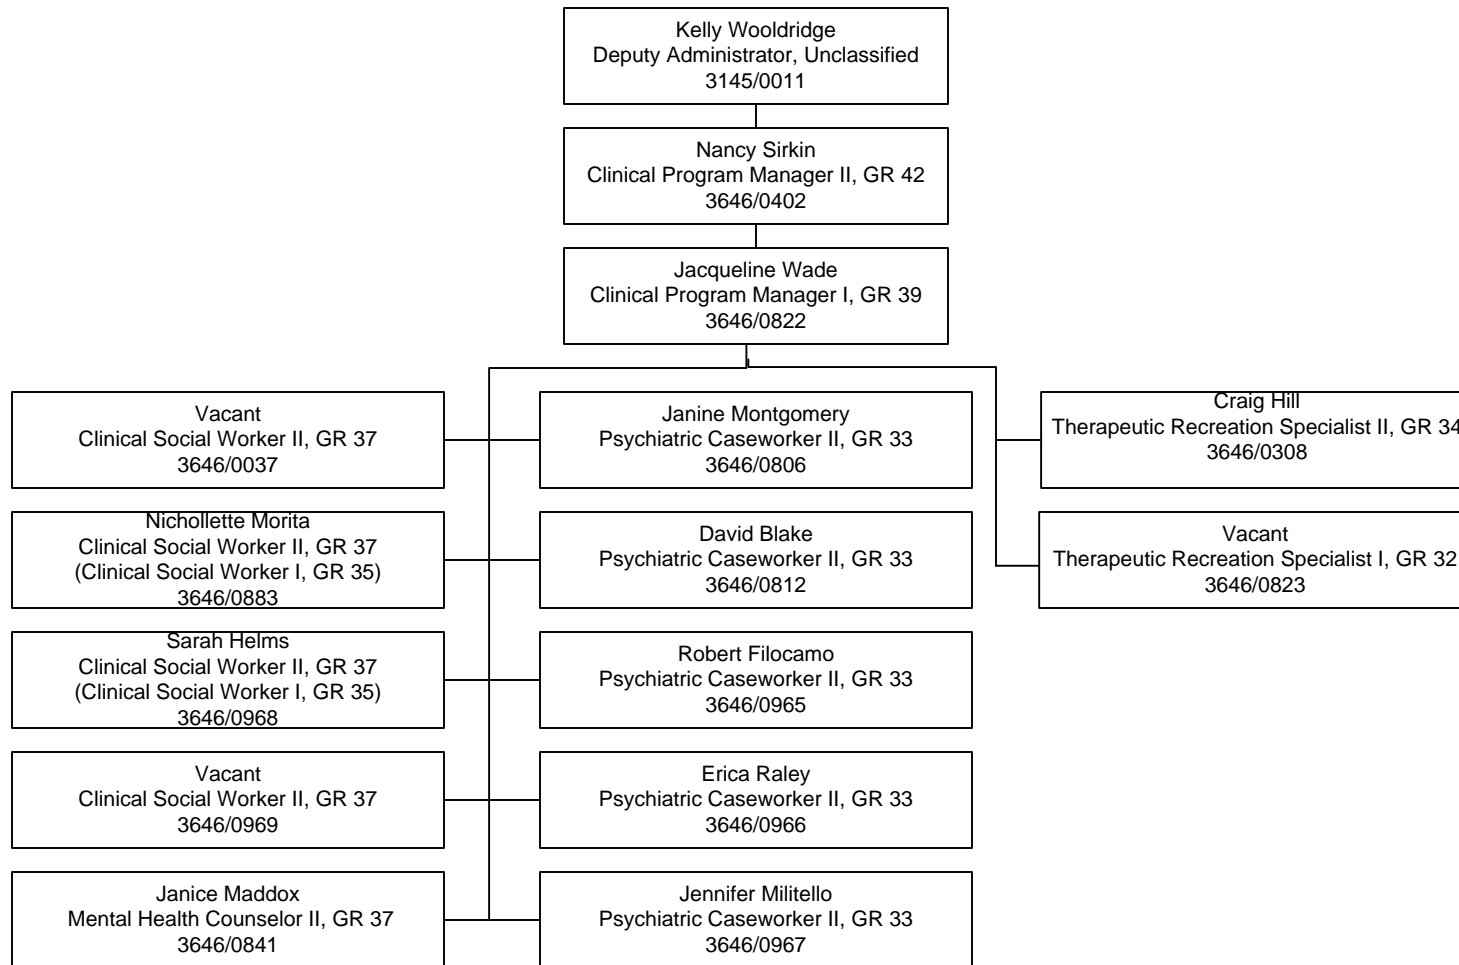 Kelly Wooldridge
Deputy Administrator, Unclassified
3145/0011
Nancy Sirkin
Clinical Program Manager II, GR 42
3646/0402
Jacqueline Wade
Clinical Program Manager I, GR 39
3646/0822
Vacant
Clinical Social Worker II, GR 37
3646/0037
Nichollette Morita
Clinical Social Worker II, GR 37
(Clinical Social Worker I, GR 35)
3646/0883
Sarah Helms
Clinical Social Worker II, GR 37
(Clinical Social Worker I, GR 35)
3646/0968
Vacant
Clinical Social Worker II, GR 37
3646/0969
Janice Maddox
Mental Health Counselor II, GR 37
3646/0841
Janine Montgomery
Psychiatric Caseworker II, GR 33
3646/0806
David Blake
Psychiatric Caseworker II, GR 33
3646/0812
Robert Filocamo
Psychiatric Caseworker II, GR 33
3646/0965
Erica Raley
Psychiatric Caseworker II, GR 33
3646/0966
Jennifer Militello
Psychiatric Caseworker II, GR 33
3646/0967
Craig Hill
Therapeutic Recreation Specialist II, GR 34
3646/0308
Vacant
Therapeutic Recreation Specialist I, GR 32
3646/0823